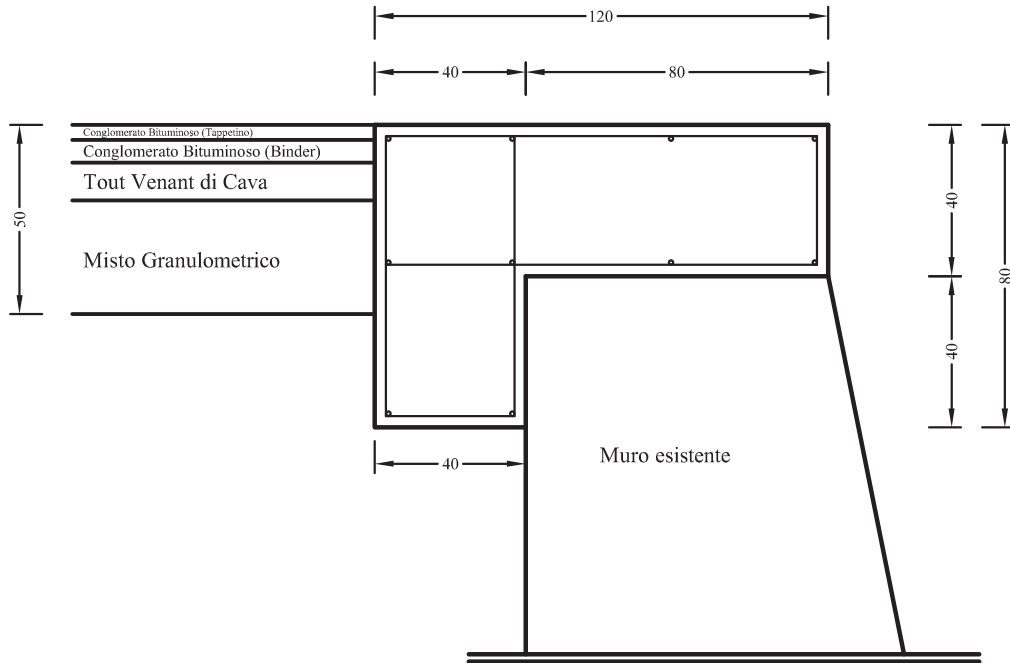 120
40
80
Conglomerato Bituminoso (Tappetino)
Conglomerato Bituminoso (Binder)
Tout Venant di Cava
50
40
Misto Granulometrico
80
40
40
Muro esistente